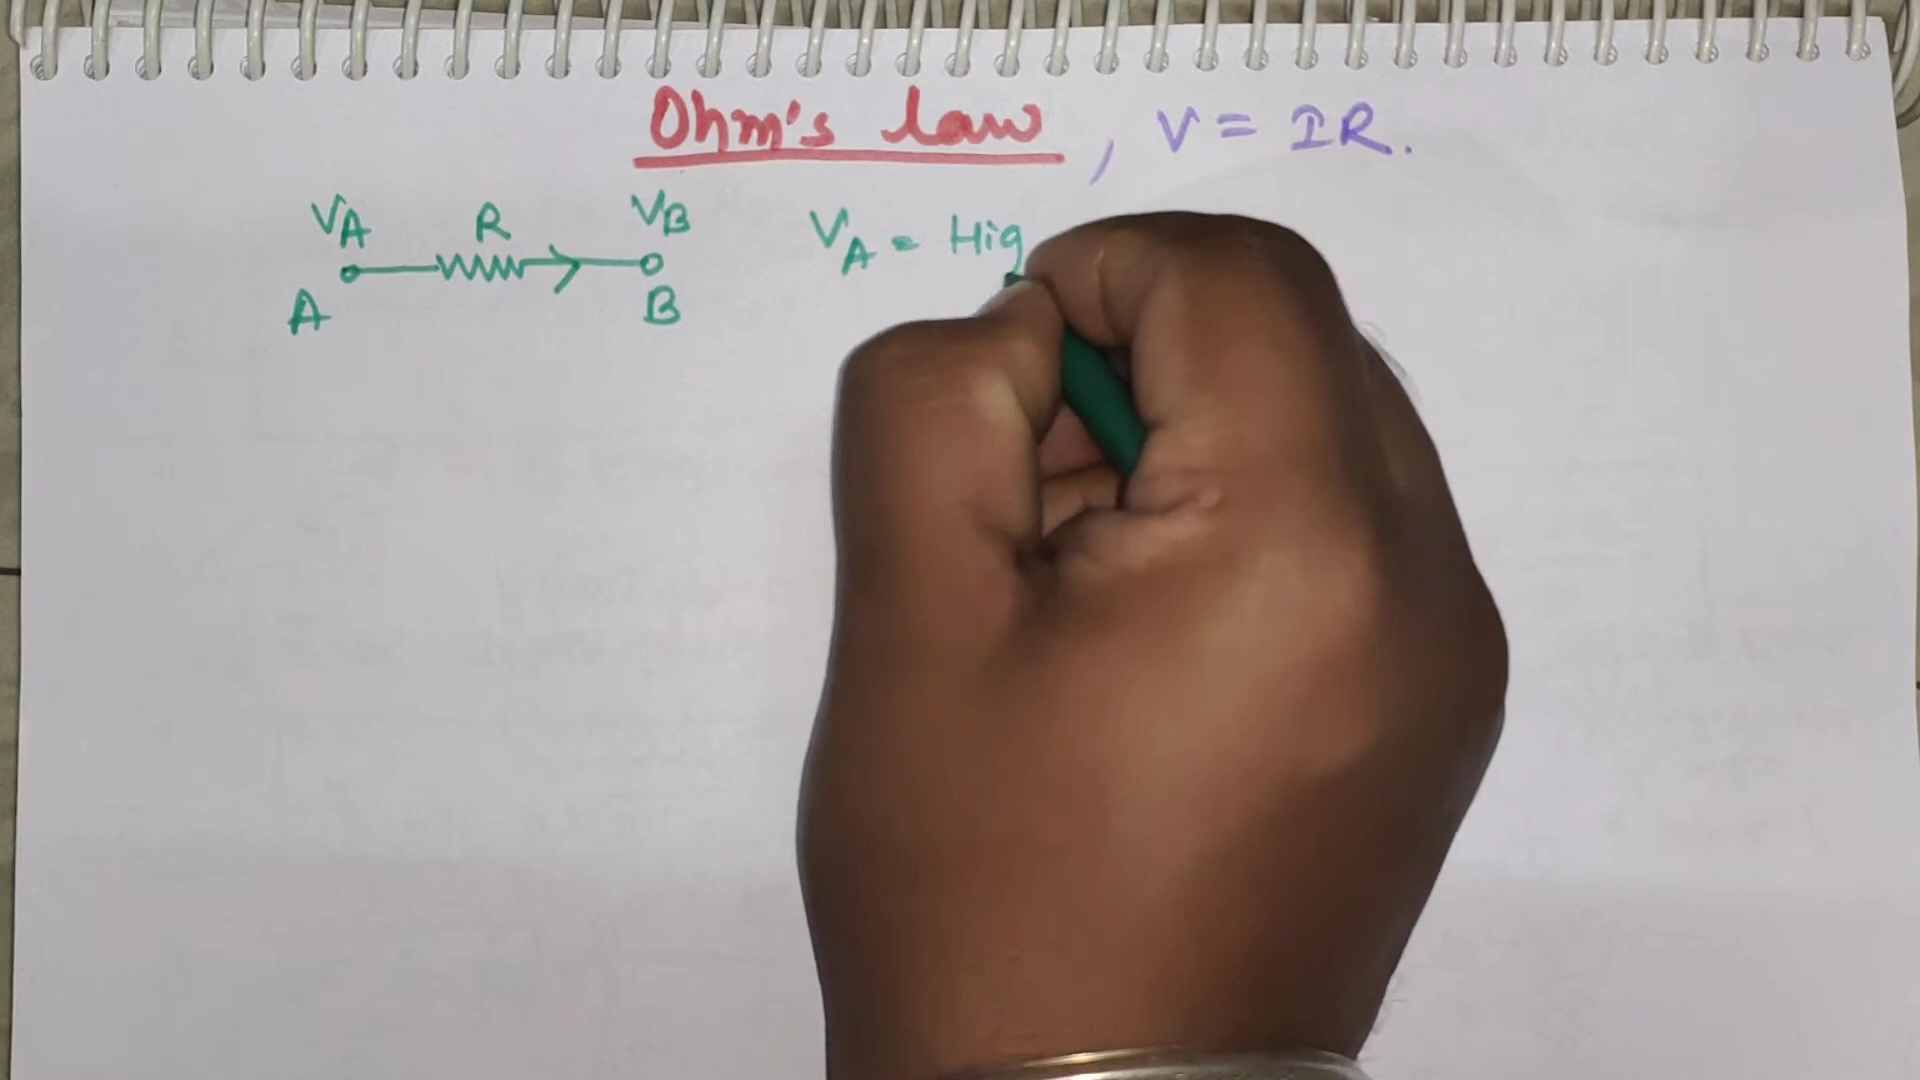 Ohm's law, V = IR.
VA R VB VA = Hig
A B